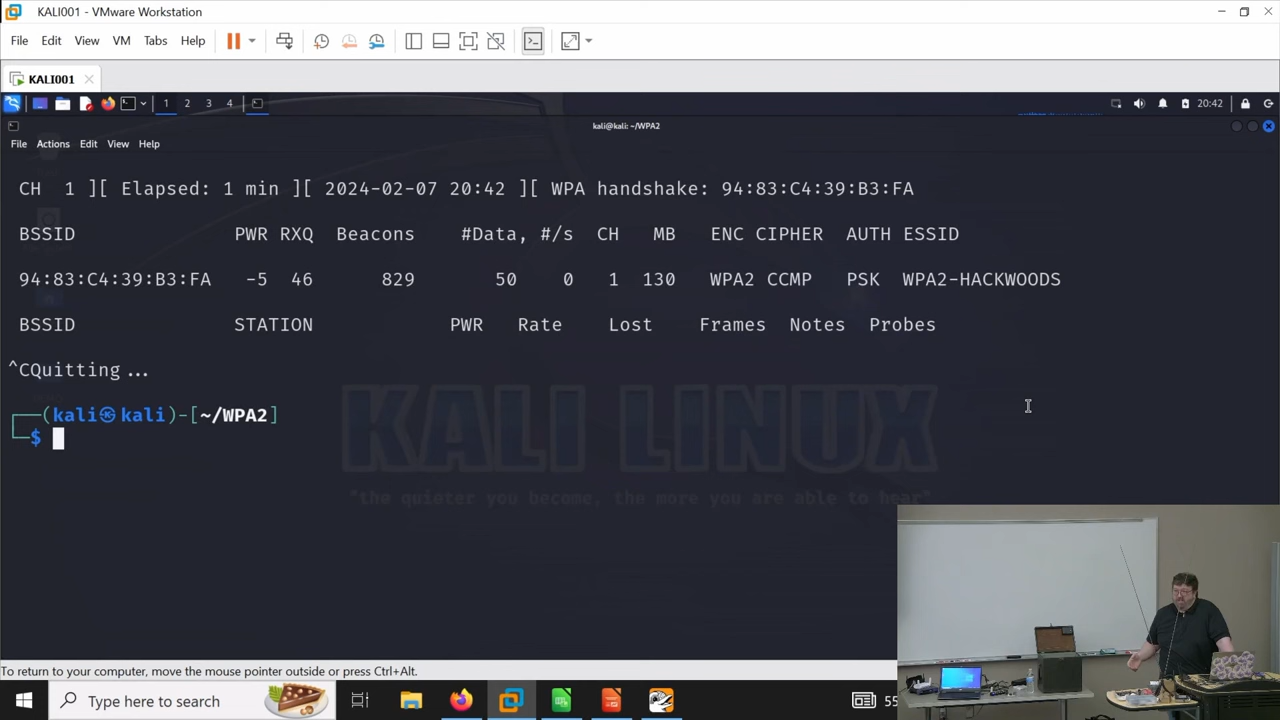 KALI001 - VMware Workstation
File Edit View VM Tabs Help
KALI001
1 2 3 4 20:42
kali@kali: ~/WPA2
File Actions Edit View Help
CH 1 ][ Elapsed: 1 min ][ 2024-02-07 20:42 ][ WPA handshake: 94:83:C4:39:B3:FA
BSSID PWR RXQ Beacons #Data, #/s CH MB ENC CIPHER AUTH ESSID
94:83:C4:39:B3:FA -5 46 829 50 0 1 130 WPA2 CCMP PSK WPA2-HACKWOODS
BSSID STATION PWR Rate Lost Frames Notes Probes
^CQuitting...
┌──(kali㉿kali)-[~/WPA2]
└─$
KALI LINUX
"the quieter you become, the more you are able to hear"
To return to your computer, move the mouse pointer outside or press Ctrl+Alt.
Type here to search